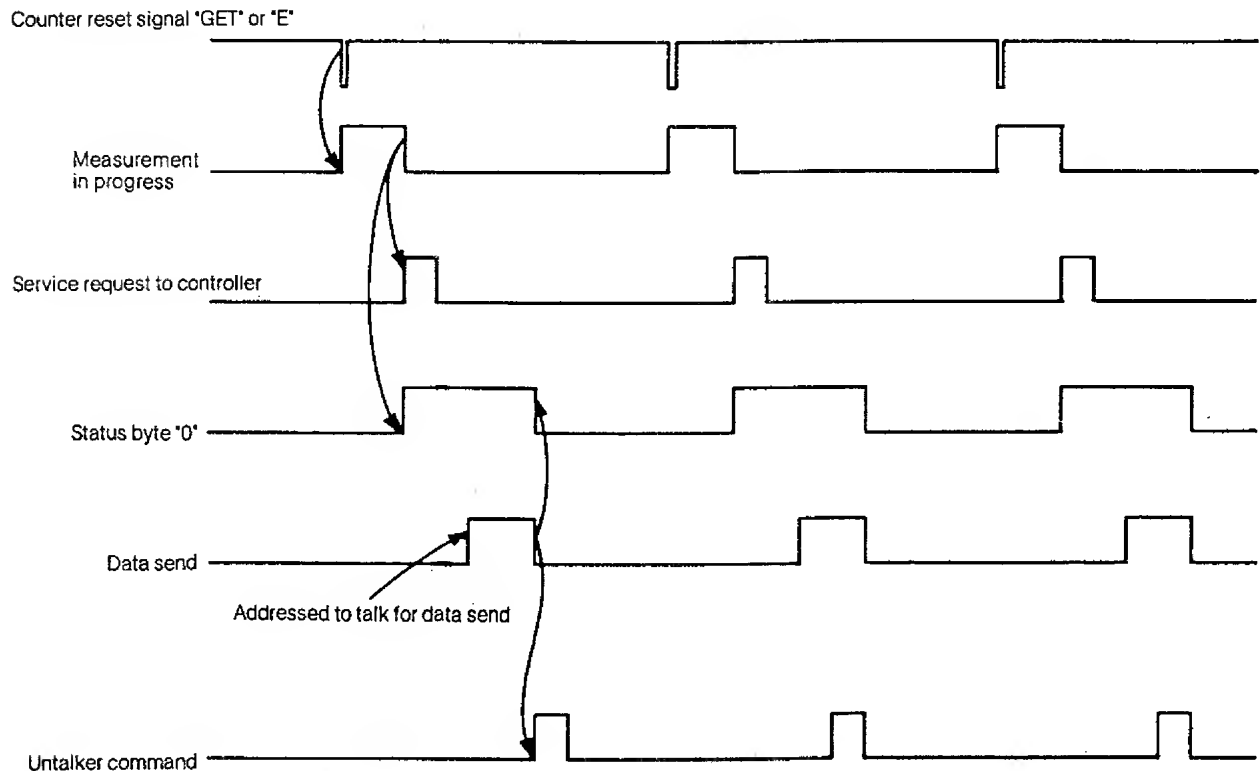 Counter reset signal "GET" or "E"
Measurement
in progress
Service request to controller
Status byte "0"
Data send
Addressed to talk for data send
Untalker command